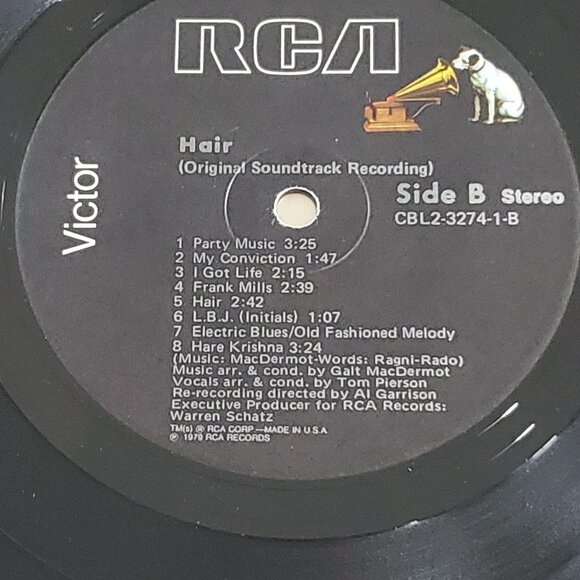 RCA
Victor
Hair
(Original Soundtrack Recording)
Side B Stereo
CBL2-3274-1-B
1 Party Music 3:25
2 My Conviction 1:47
3 I Got Life 2:15
4 Frank Mills 2:39
5 Hair 2:42
6 L.B.J. (Initials) 1:07
7 Electric Blues/Old Fashioned Melody
8 Hare Krishna 3:24
(Music: MacDermot-Words: Ragni-Rado)
Music arr. & cond. by Galt MacDermot
Vocals arr. & cond. by Tom Pierson
Re-recording directed by Al Garrison
Executive Producer for RCA Records:
Warren Schatz
TM(s) ® RCA CORP.—MADE IN U.S.A.
℗ 1979 RCA RECORDS